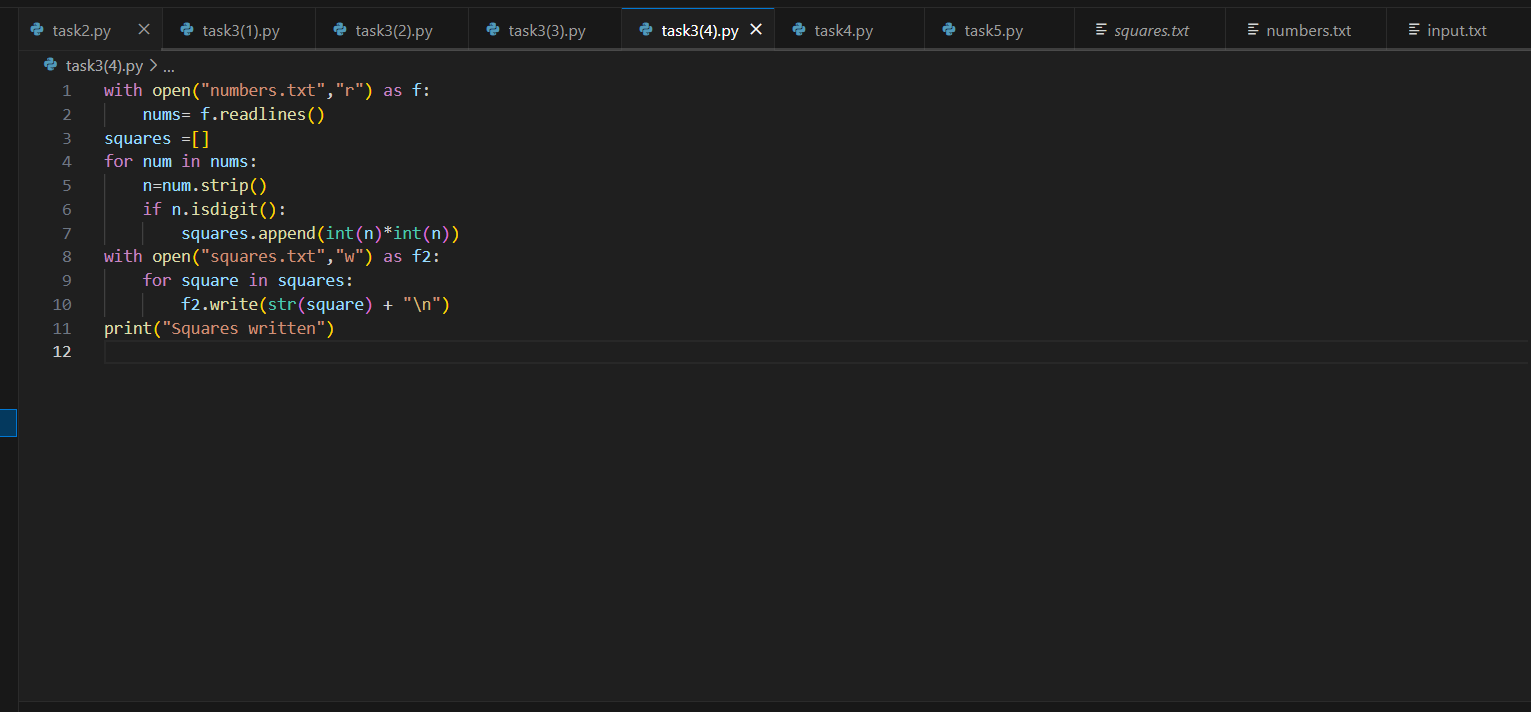 task2.py task3(1).py task3(2).py task3(3).py task3(4).py task4.py task5.py squares.txt numbers.txt input.txt
task3(4).py > ...
1 with open("numbers.txt","r") as f:
2     nums= f.readlines()
3 squares =[]
4 for num in nums:
5     n=num.strip()
6     if n.isdigit():
7         squares.append(int(n)*int(n))
8 with open("squares.txt","w") as f2:
9     for square in squares:
10         f2.write(str(square) + "\n")
11 print("Squares written")
12